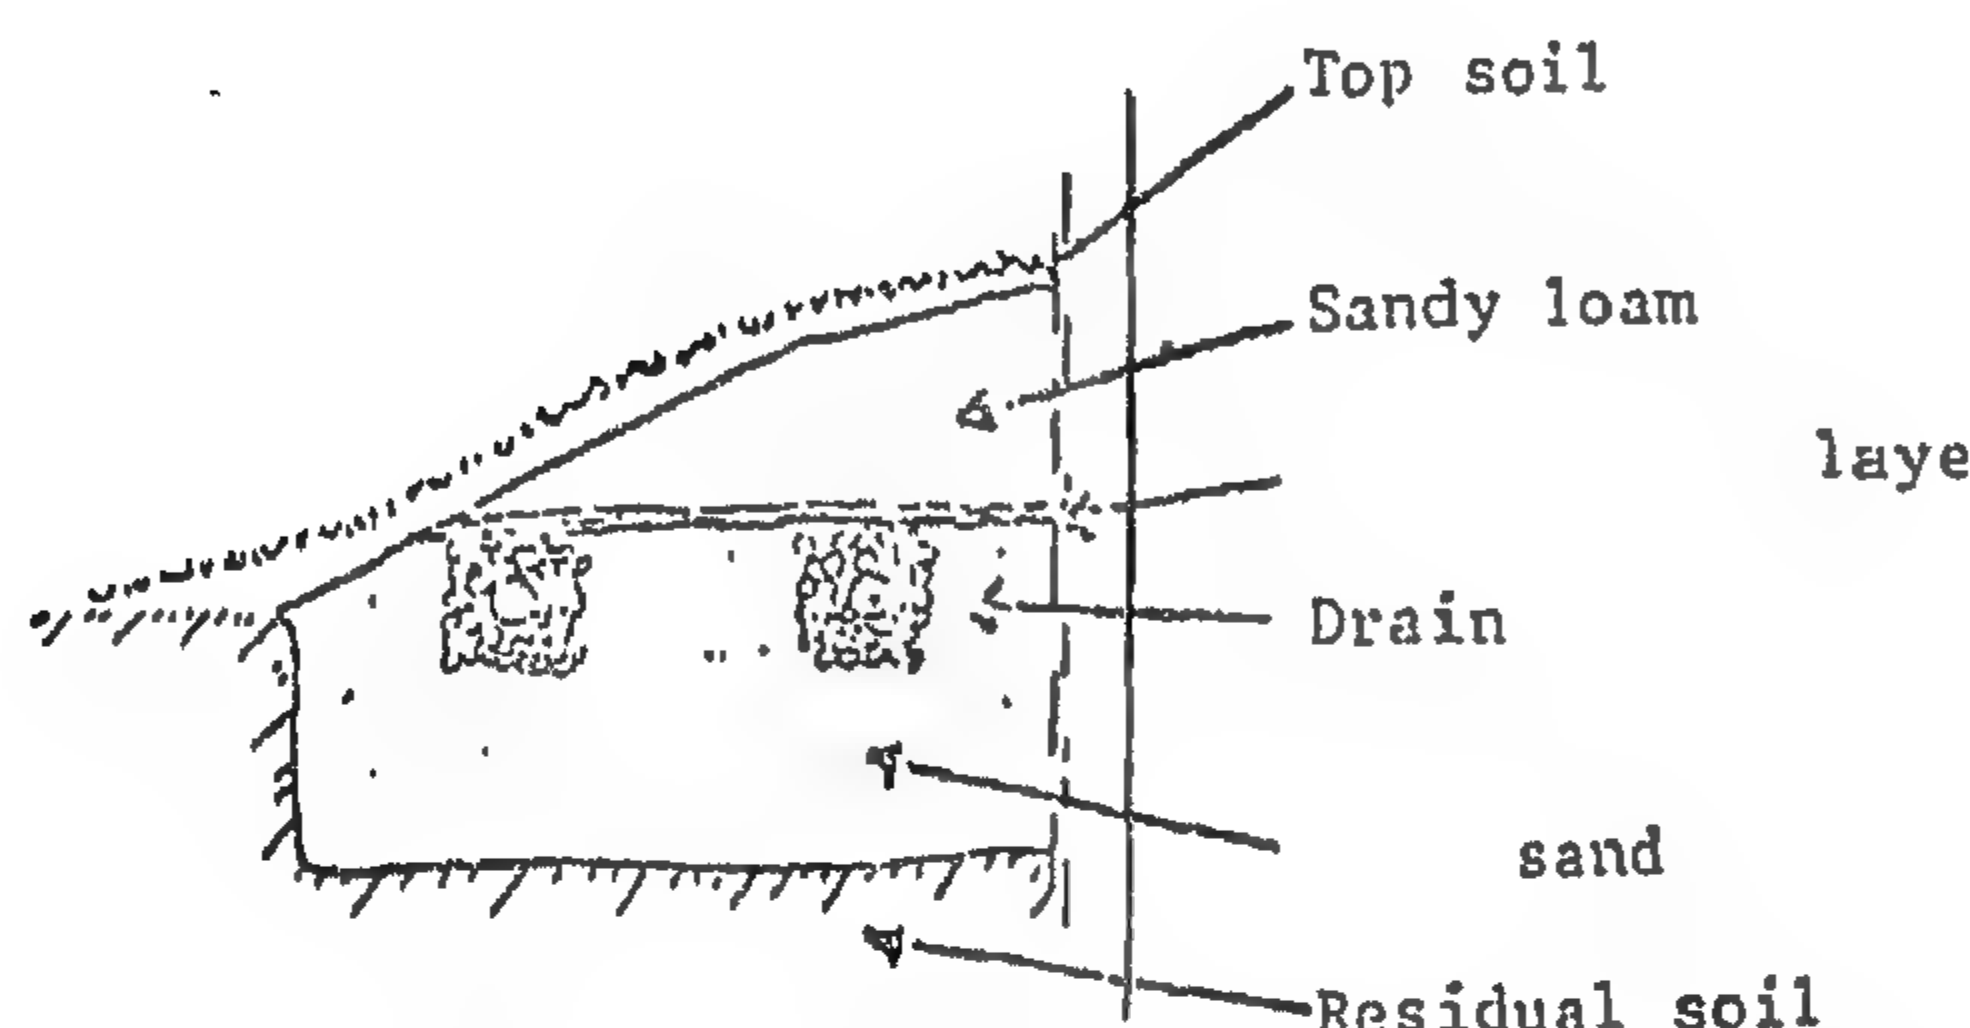 Top soil
Sandy loam
laye
Drain
sand
Residual soil